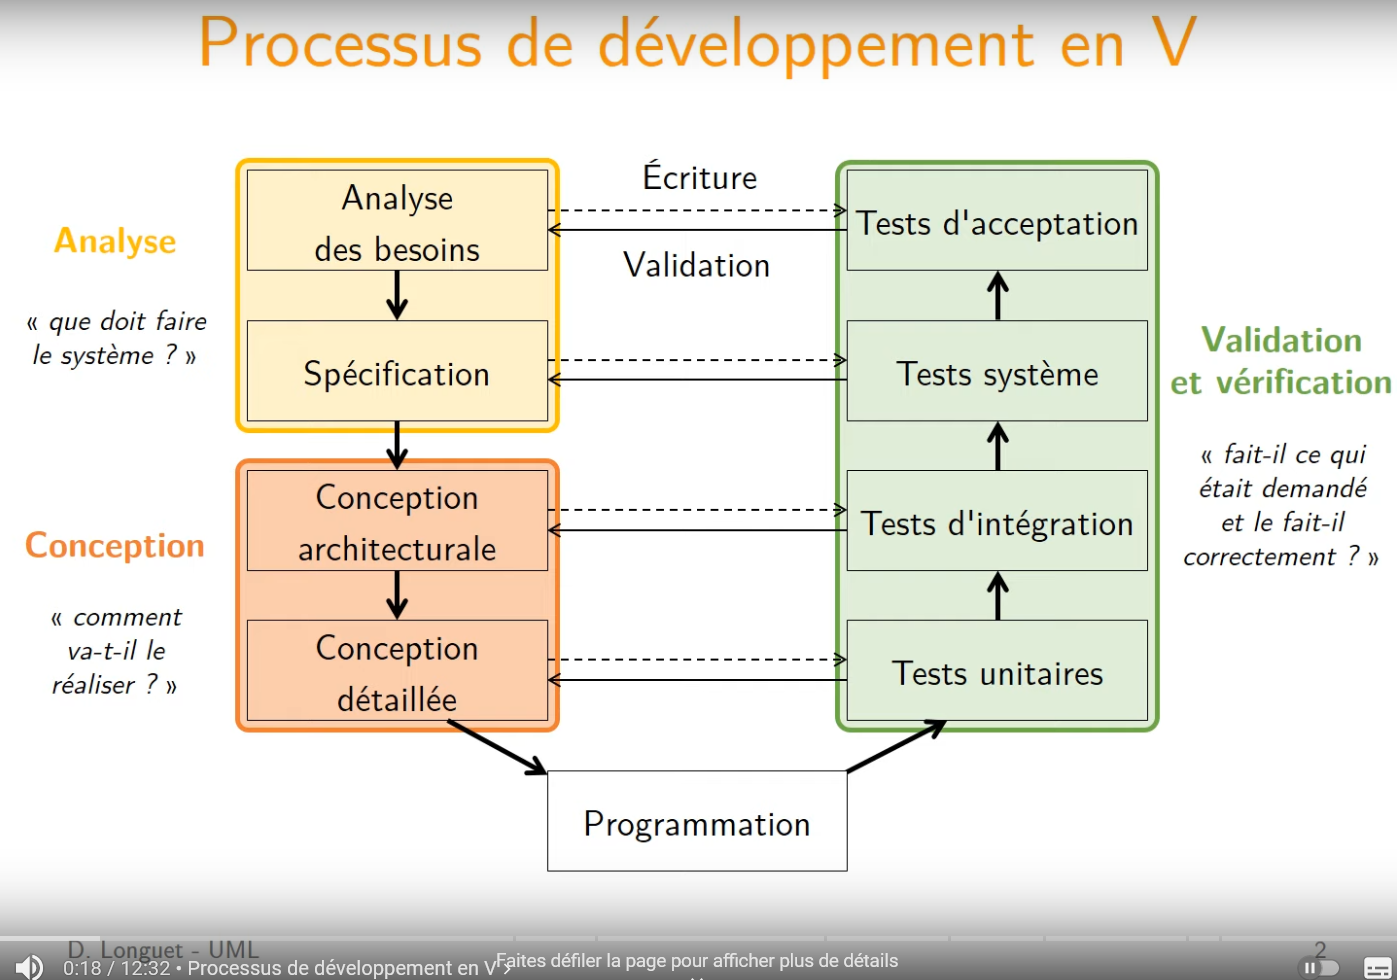 Processus de développement en V
Analyse
« que doit faire
le système ? »
Analyse
des besoins
Spécification
Écriture
Validation
Tests d'acceptation
Tests système
Conception
« comment
va-t-il le
réaliser ? »
Conception
architecturale
Conception
détaillée
Tests d'intégration
Tests unitaires
Validation
et vérification
« fait-il ce qui
était demandé
et le fait-il
correctement ? »
Programmation
D. Longuet - UML
2
0:18 / 12:32 • Processus de développement en V ›
Faites défiler la page pour afficher plus de détails